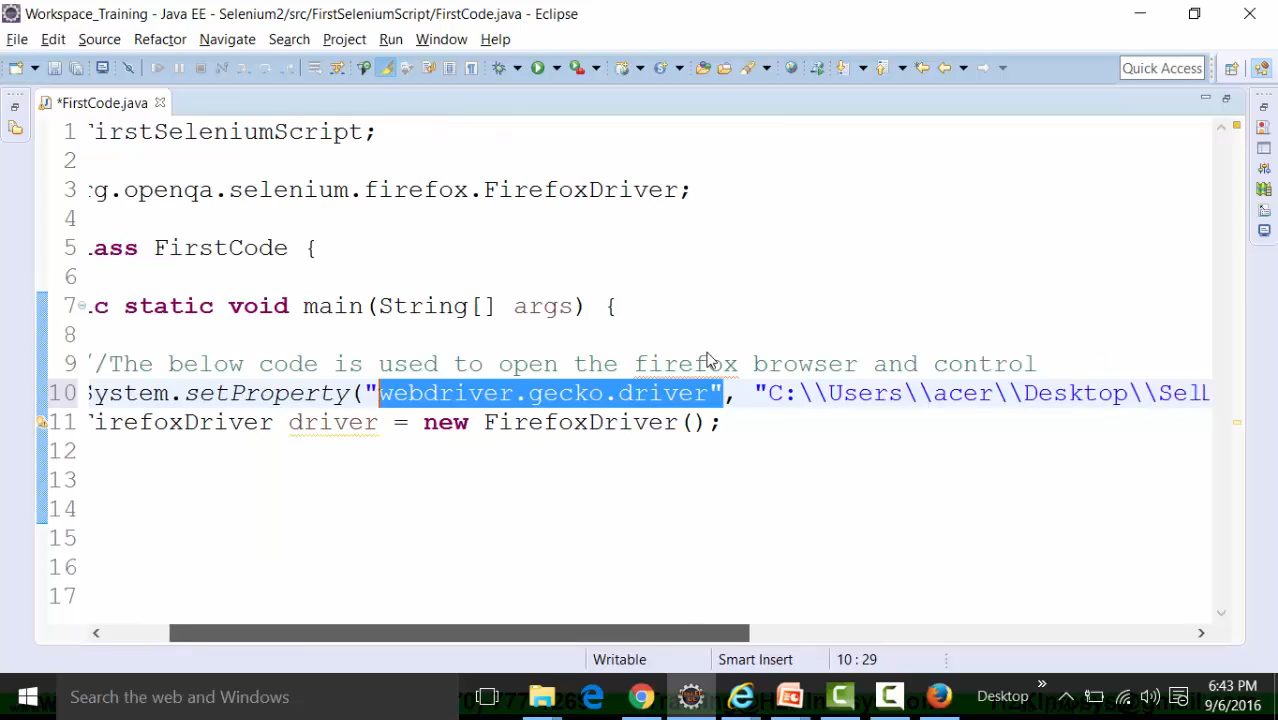 Workspace_Training - Java EE - Selenium2/src/FirstSeleniumScript/FirstCode.java - Eclipse
File Edit Source Refactor Navigate Search Project Run Window Help
Quick Access
*FirstCode.java
1 irstSeleniumScript;
2
3 g.openqa.selenium.firefox.FirefoxDriver;
4
5 ass FirstCode {
6
7 c static void main(String[] args) {
8
9 /The below code is used to open the firefox browser and control
10 ystem.setProperty("webdriver.gecko.driver", "C:\\Users\\acer\\Desktop\\Sel
11 irefoxDriver driver = new FirefoxDriver();
12
13
14
15
16
17
Writable Smart Insert 10 : 29
Search the web and Windows
Desktop
6:43 PM
9/6/2016